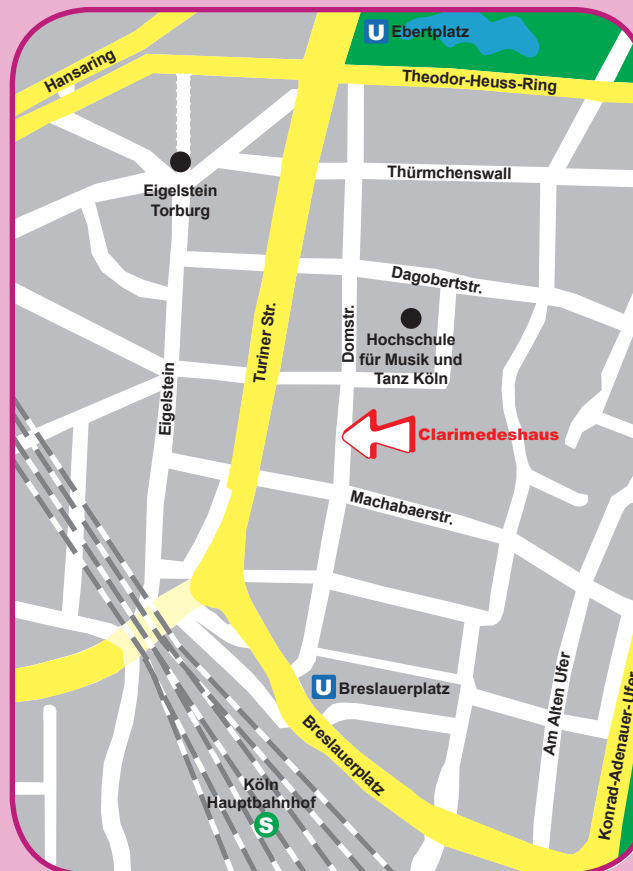 U Ebertplatz
Hansaring
Theodor-Heuss-Ring
Thürmchenswall
Eigelstein
Torburg
Dagobertstr.
Turiner Str.
Domstr.
Hochschule
für Musik und
Tanz Köln
Eigelstein
Clarimedeshaus
Machabaerstr.
U Breslauerplatz
Am Alten Ufer
Konrad-Adenauer-Ufer
Breslauerplatz
Köln
Hauptbahnhof
S